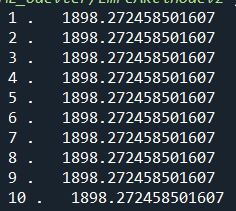 1 .   1898.272458501607
2 .   1898.272458501607
3 .   1898.272458501607
4 .   1898.272458501607
5 .   1898.272458501607
6 .   1898.272458501607
7 .   1898.272458501607
8 .   1898.272458501607
9 .   1898.272458501607
10 .   1898.272458501607